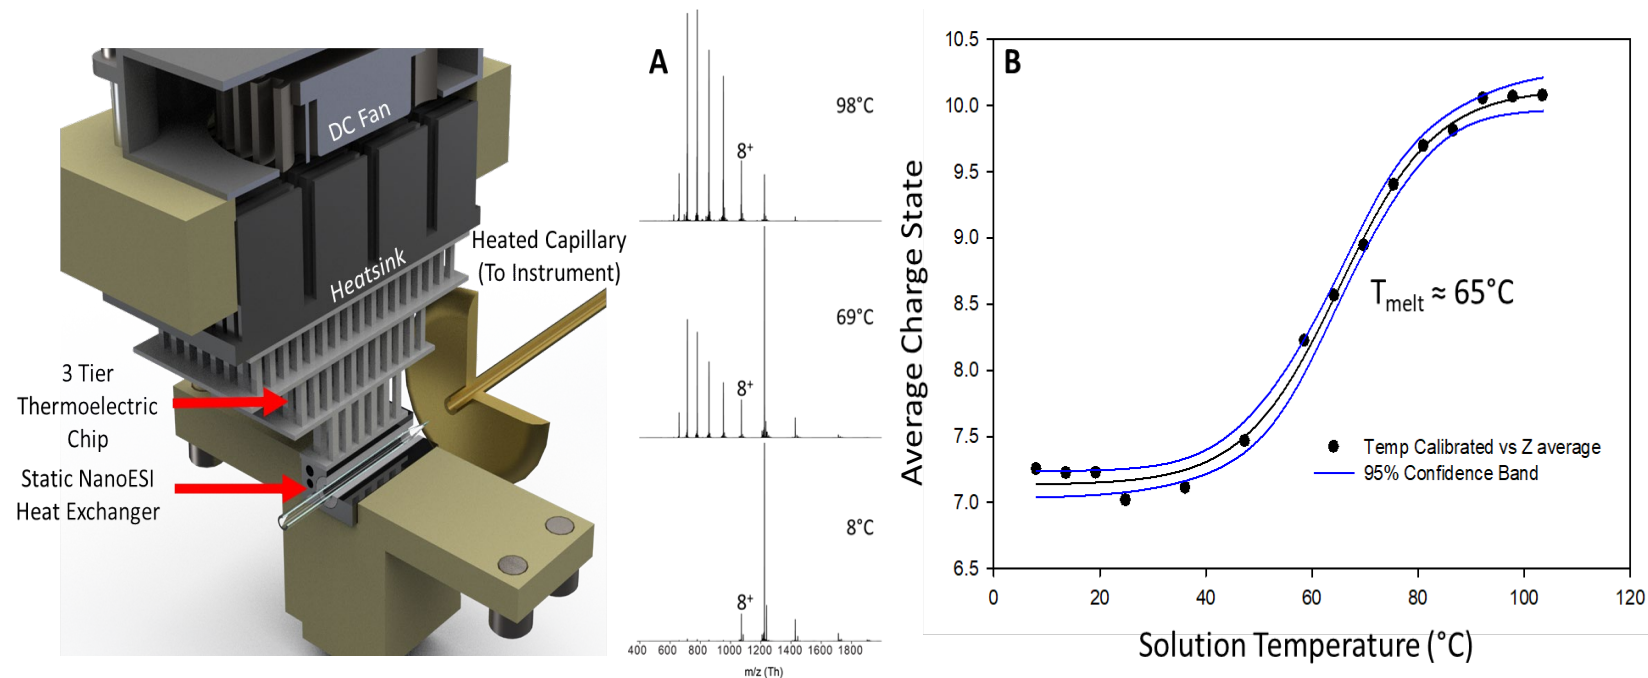 DC Fan
Heatsink
Heated Capillary
(To Instrument)
3 Tier
Thermoelectric
Chip
Static NanoESI
Heat Exchanger
A
98°C
8+
69°C
8+
8°C
8+
400 600 800 1000 1200 1400 1600 1800
m/z (Th)
B
Average Charge State
10.5
10.0
9.5
9.0
8.5
8.0
7.5
7.0
6.5
Tmelt ≈ 65°C
Temp Calibrated vs Z average
95% Confidence Band
0 20 40 60 80 100 120
Solution Temperature (°C)